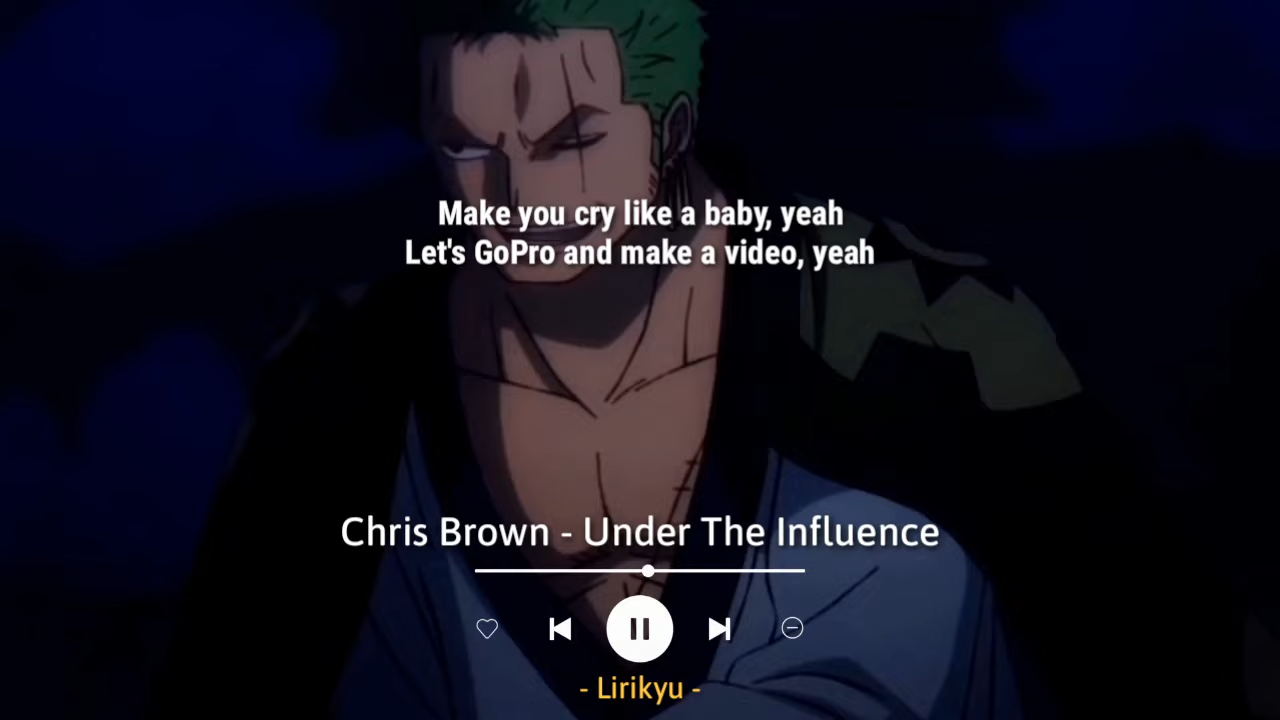 Make you cry like a baby, yeah
Let's GoPro and make a video, yeah
Chris Brown - Under The Influence
- Lirikyu -